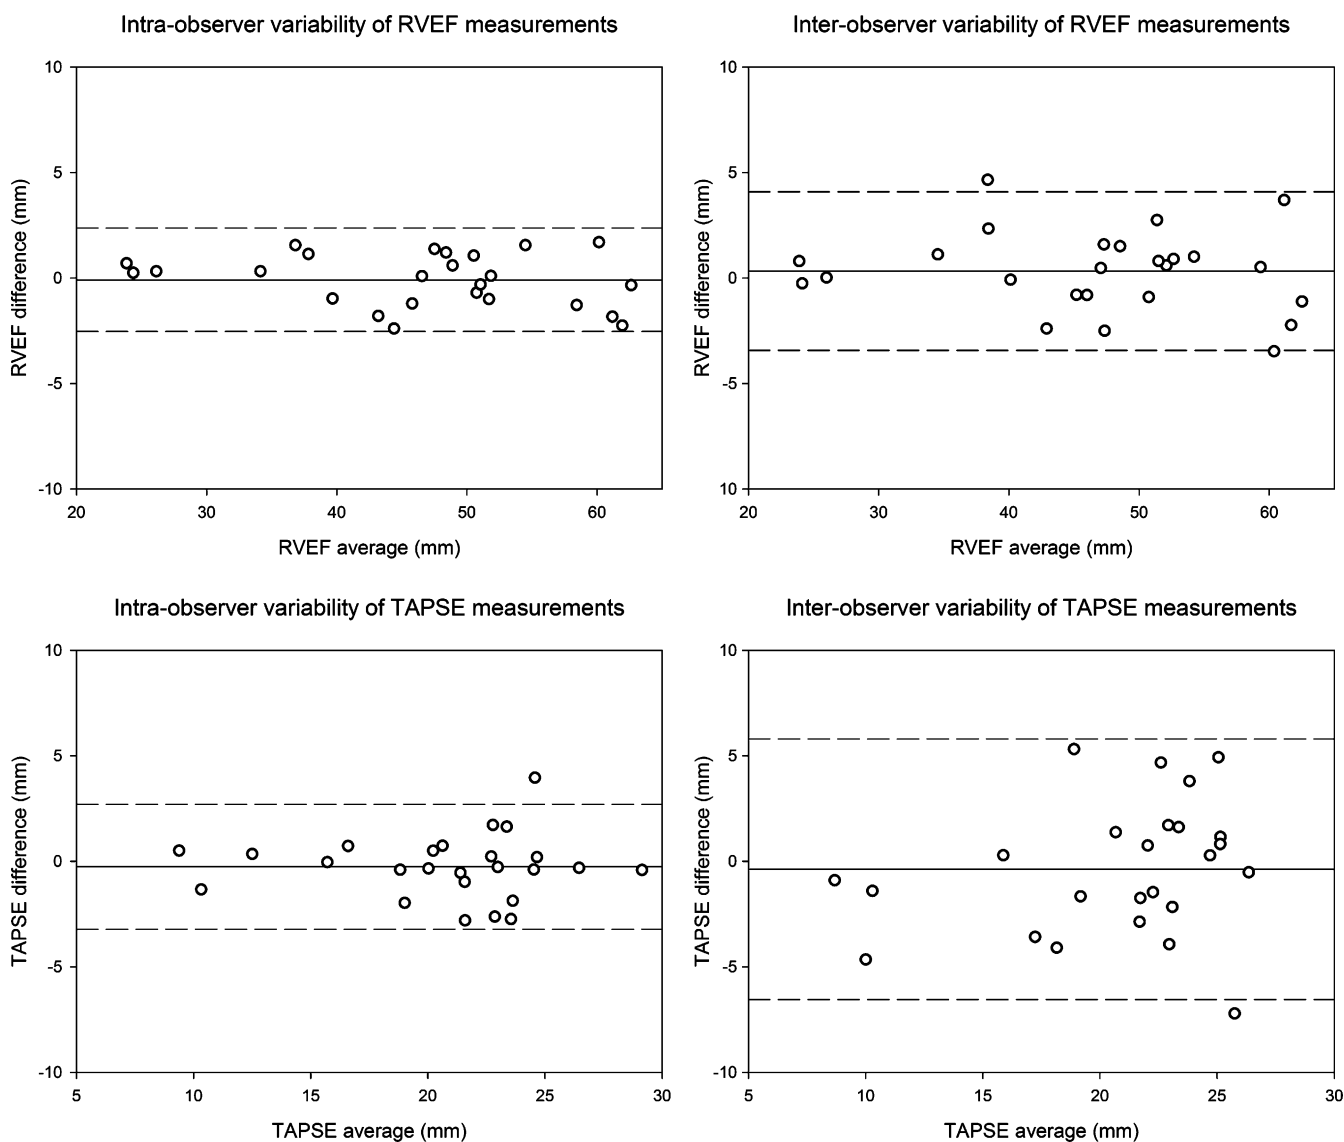 Intra-observer variability of RVEF measurements
10
5
0
-5
-10
RVEF difference (mm)
20 30 40 50 60
RVEF average (mm)
Inter-observer variability of RVEF measurements
10
5
0
-5
10
RVEF difference (mm)
20 30 40 50 60
RVEF average (mm)
Intra-observer variability of TAPSE measurements
10
5
0
-5
-10
TAPSE difference (mm)
5 10 15 20 25 30
TAPSE average (mm)
Inter-observer variability of TAPSE measurements
10
5
0
-5
-10
TAPSE difference (mm)
5 10 15 20 25 30
TAPSE average (mm)